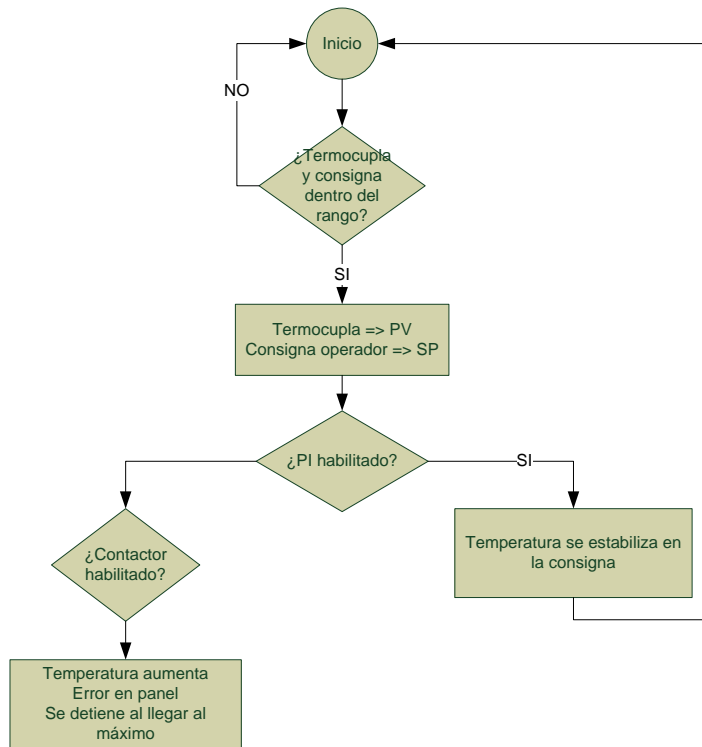 Inicio
NO
¿Termocupla
y consigna
dentro del
rango?
SI
Termocupla => PV
Consigna operador => SP
¿PI habilitado?
SI
¿Contactor
habilitado?
Temperatura se estabiliza en
la consigna
Temperatura aumenta
Error en panel
Se detiene al llegar al
máximo